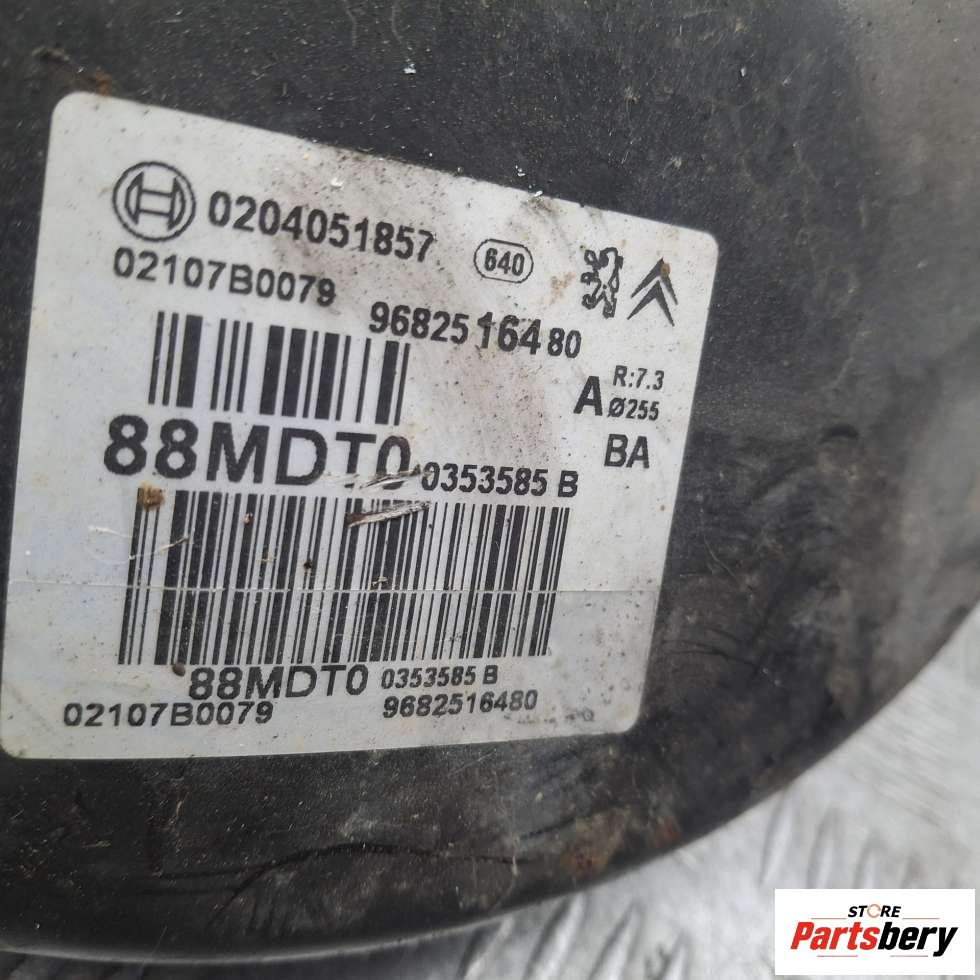 0204051857
640
02107B0079
9682516480
R:7.3
A Ø255
BA
88MDT0 0353585 B
88MDT0 0353585 B
02107B0079 9682516480
STORE
Partsbery